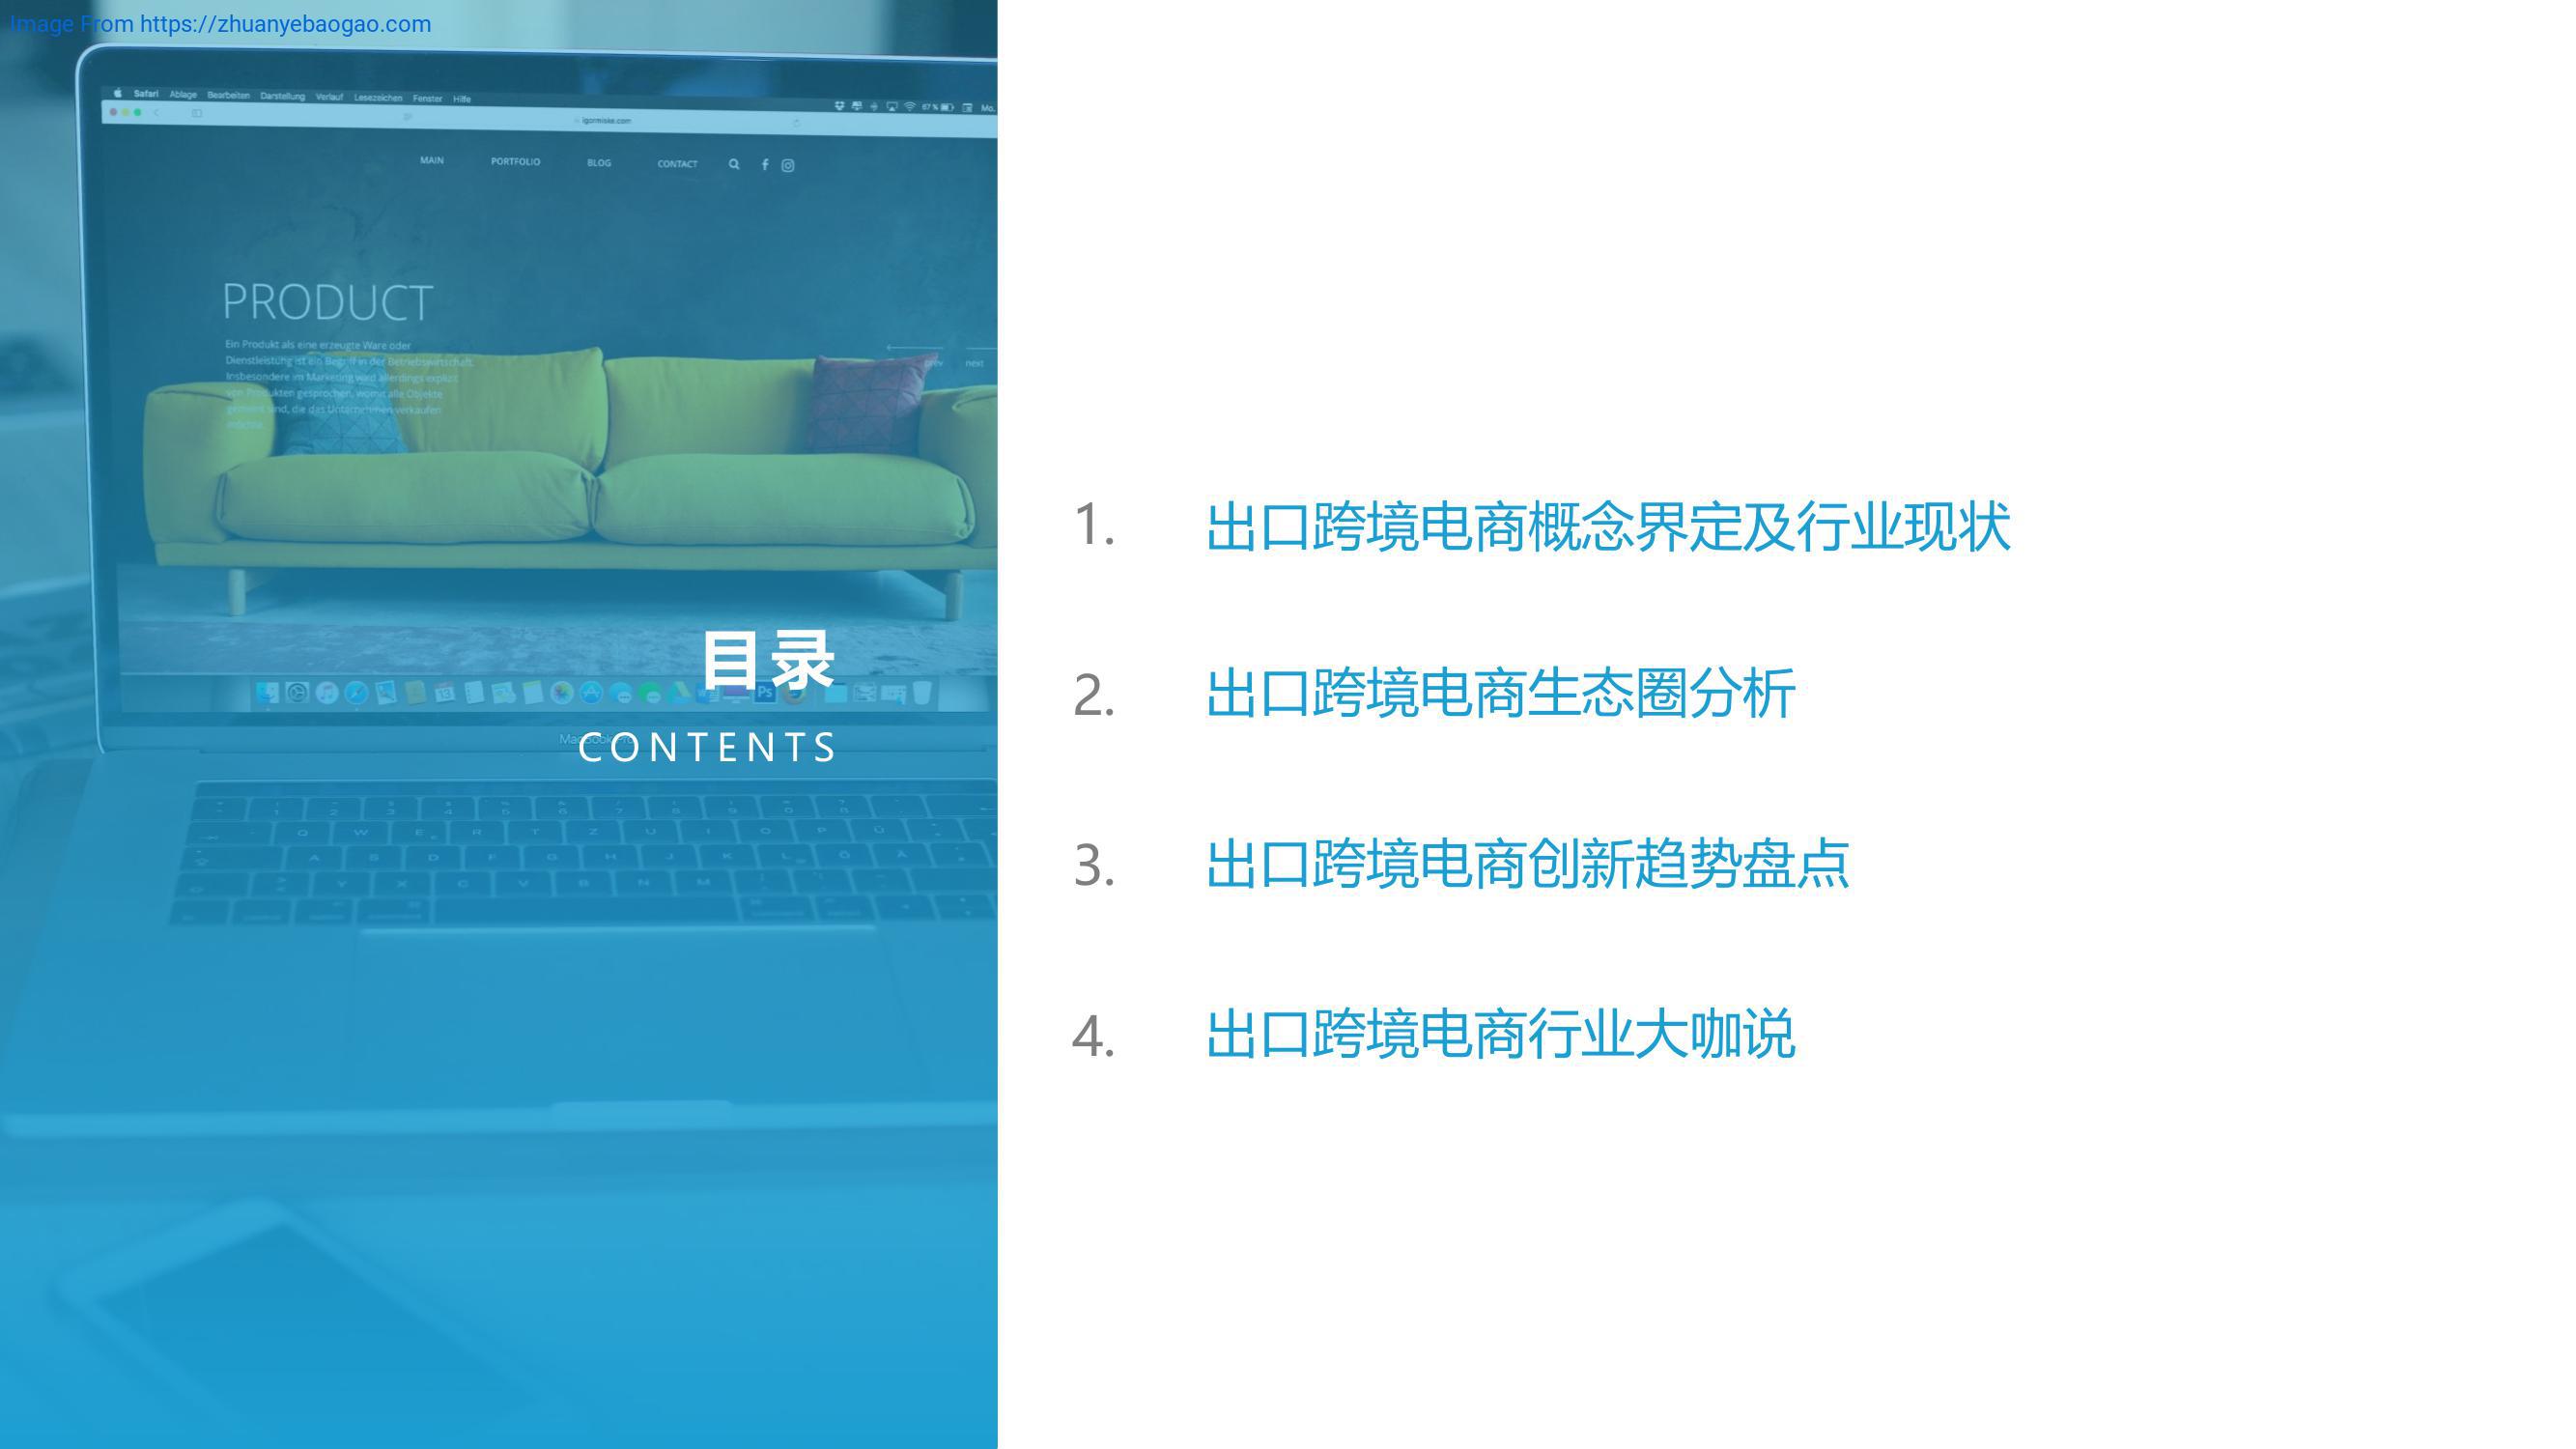 Image From https://zhuanyebaogao.com
Safari Ablage Bearbeiten Darstellung Verlauf Lesezeichen Fenster Hilfe
67 % Mo.
igormiske.com
MAIN PORTFOLIO BLOG CONTACT
PRODUCT
Ein Produkt als eine erzeugte Ware oder
Dienstleistung ist ein Begriff in der Betriebswirtschaft.
Insbesondere im Marketing wird allerdings explizit
von Produkten gesprochen, womit alle Objekte
gemeint sind, die das Unternehmen verkaufen
möchte.
prev next
目录
CONTENTS
1. 出口跨境电商概念界定及行业现状
2. 出口跨境电商生态圈分析
3. 出口跨境电商创新趋势盘点
4. 出口跨境电商行业大咖说